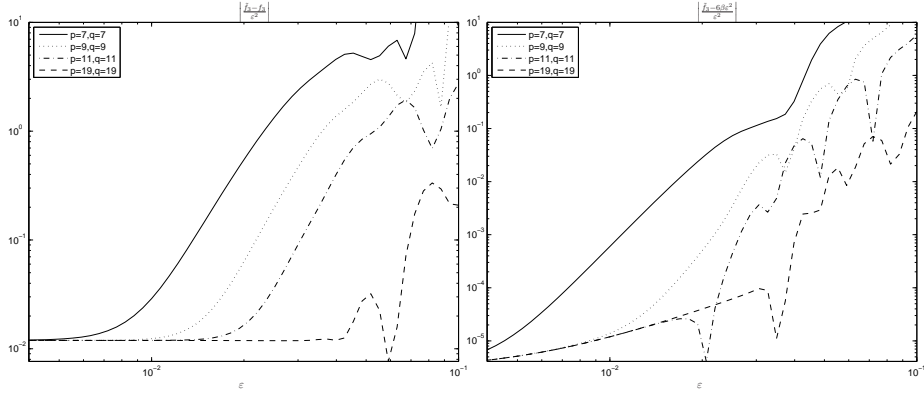 |f̃₃−f₃ / ε²|
p=7,q=7
p=9,q=9
p=11,q=11
p=19,q=19
10¹
10⁰
10⁻¹
10⁻²
10⁻²
10⁻¹
ε
|f̃₃−6βε² / ε²|
p=7,q=7
p=9,q=9
p=11,q=11
p=19,q=19
10¹
10⁰
10⁻¹
10⁻²
10⁻³
10⁻⁴
10⁻⁵
10⁻²
10⁻¹
ε